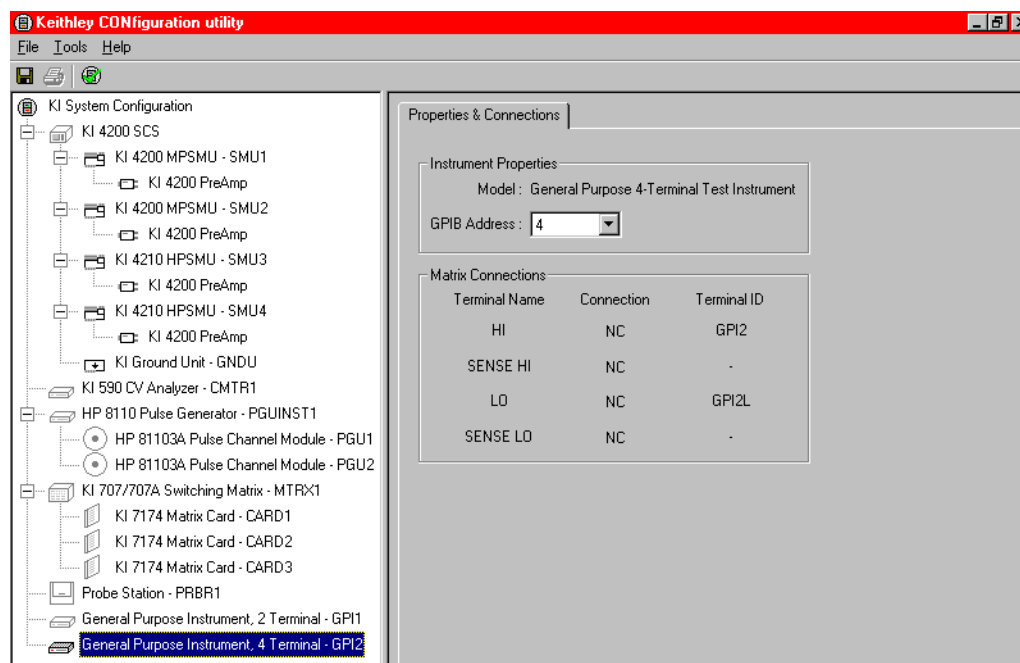 Keithley CONfiguration utility
File Tools Help
KI System Configuration
KI 4200 SCS
KI 4200 MPSMU - SMU1
KI 4200 PreAmp
KI 4200 MPSMU - SMU2
KI 4200 PreAmp
KI 4210 HPSMU - SMU3
KI 4200 PreAmp
KI 4210 HPSMU - SMU4
KI 4200 PreAmp
KI Ground Unit - GNDU
KI 590 CV Analyzer - CMTR1
HP 8110 Pulse Generator - PGUINST1
HP 81103A Pulse Channel Module - PGU1
HP 81103A Pulse Channel Module - PGU2
KI 707/707A Switching Matrix - MTRX1
KI 7174 Matrix Card - CARD1
KI 7174 Matrix Card - CARD2
KI 7174 Matrix Card - CARD3
Probe Station - PRBR1
General Purpose Instrument, 2 Terminal - GPI1
General Purpose Instrument, 4 Terminal - GPI2
Properties & Connections
Instrument Properties
Model : General Purpose 4-Terminal Test Instrument
GPIB Address : 4
Matrix Connections
Terminal Name Connection Terminal ID
HI NC GPI2
SENSE HI NC -
LO NC GPI2L
SENSE LO NC -